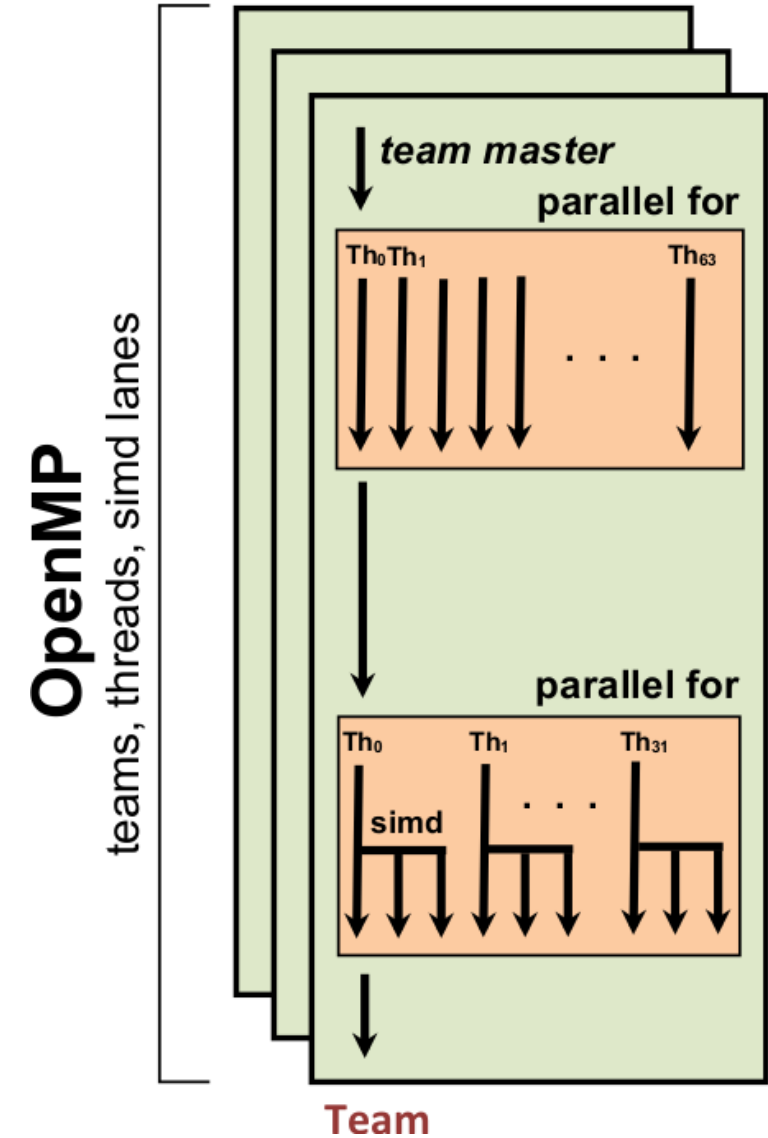 OpenMP
teams, threads, simd lanes
team master
parallel for
Th0 Th1 Th63
. . .
parallel for
Th0 Th1 Th31
. . .
simd
Team